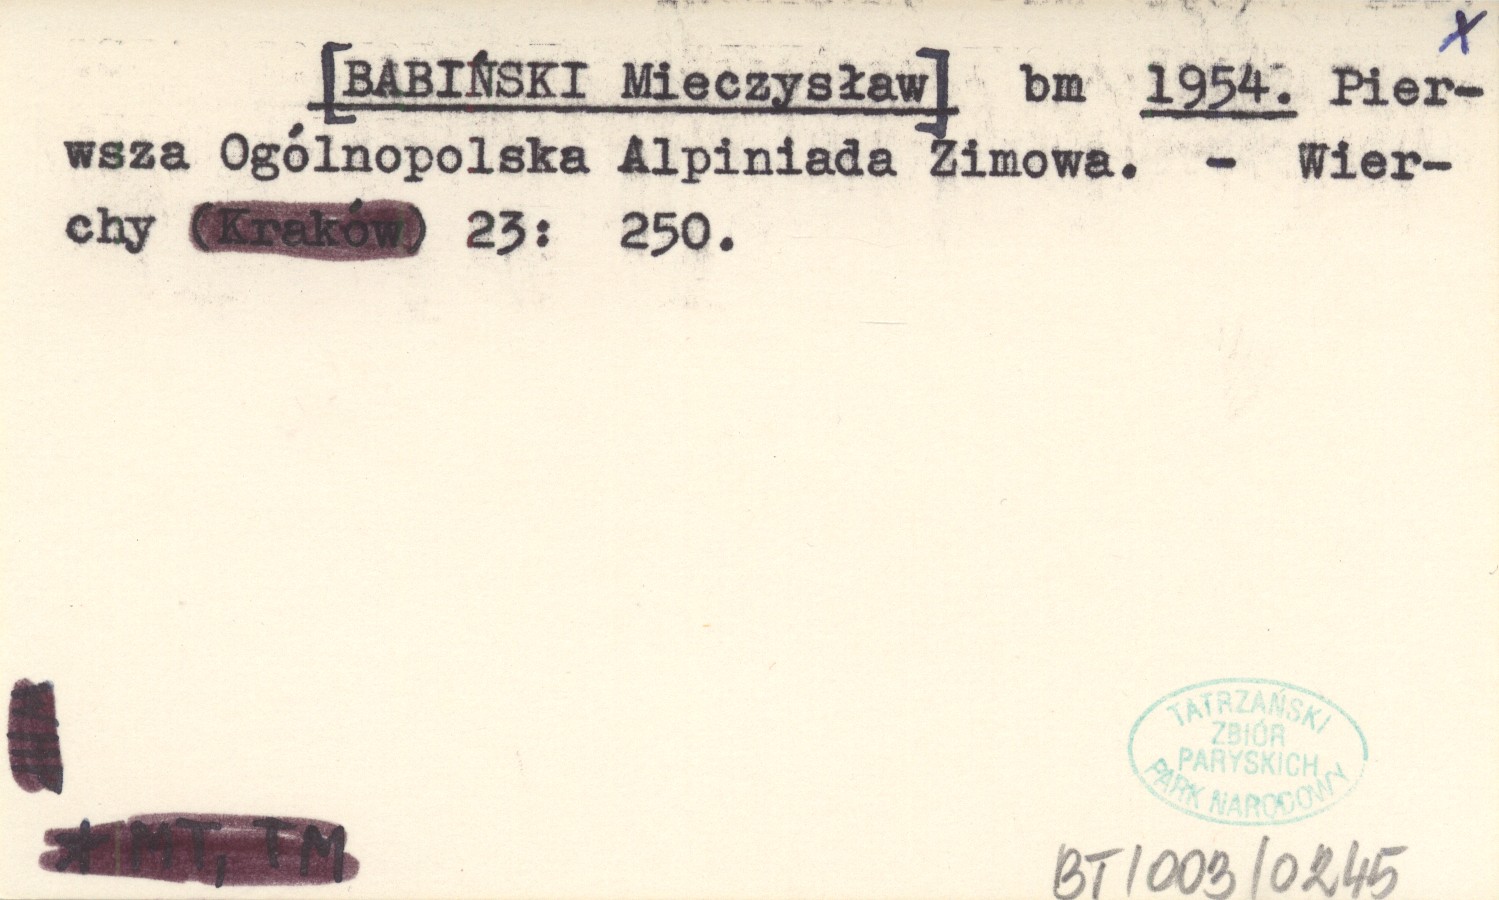 x
[BABIŃSKI Mieczysław] bm 1954. Pier-
wsza Ogólnopolska Alpiniada Zimowa. - Wier-
chy (Kraków) 23: 250.
TATRZAŃSKI
ZBIÓR
PARYSKICH
PARK NARODOWY
* MT, TM
BT/003/0245